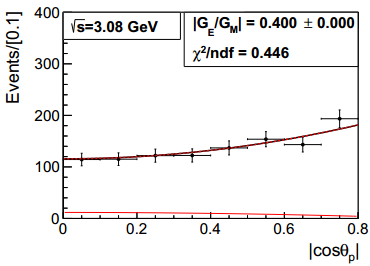 400
300
200
100
0
Events/[0.1]
√s=3.08 GeV
|G_E/G_M| = 0.400 ± 0.000
χ²/ndf = 0.446
0 0.2 0.4 0.6 0.8
|cosθ_p|